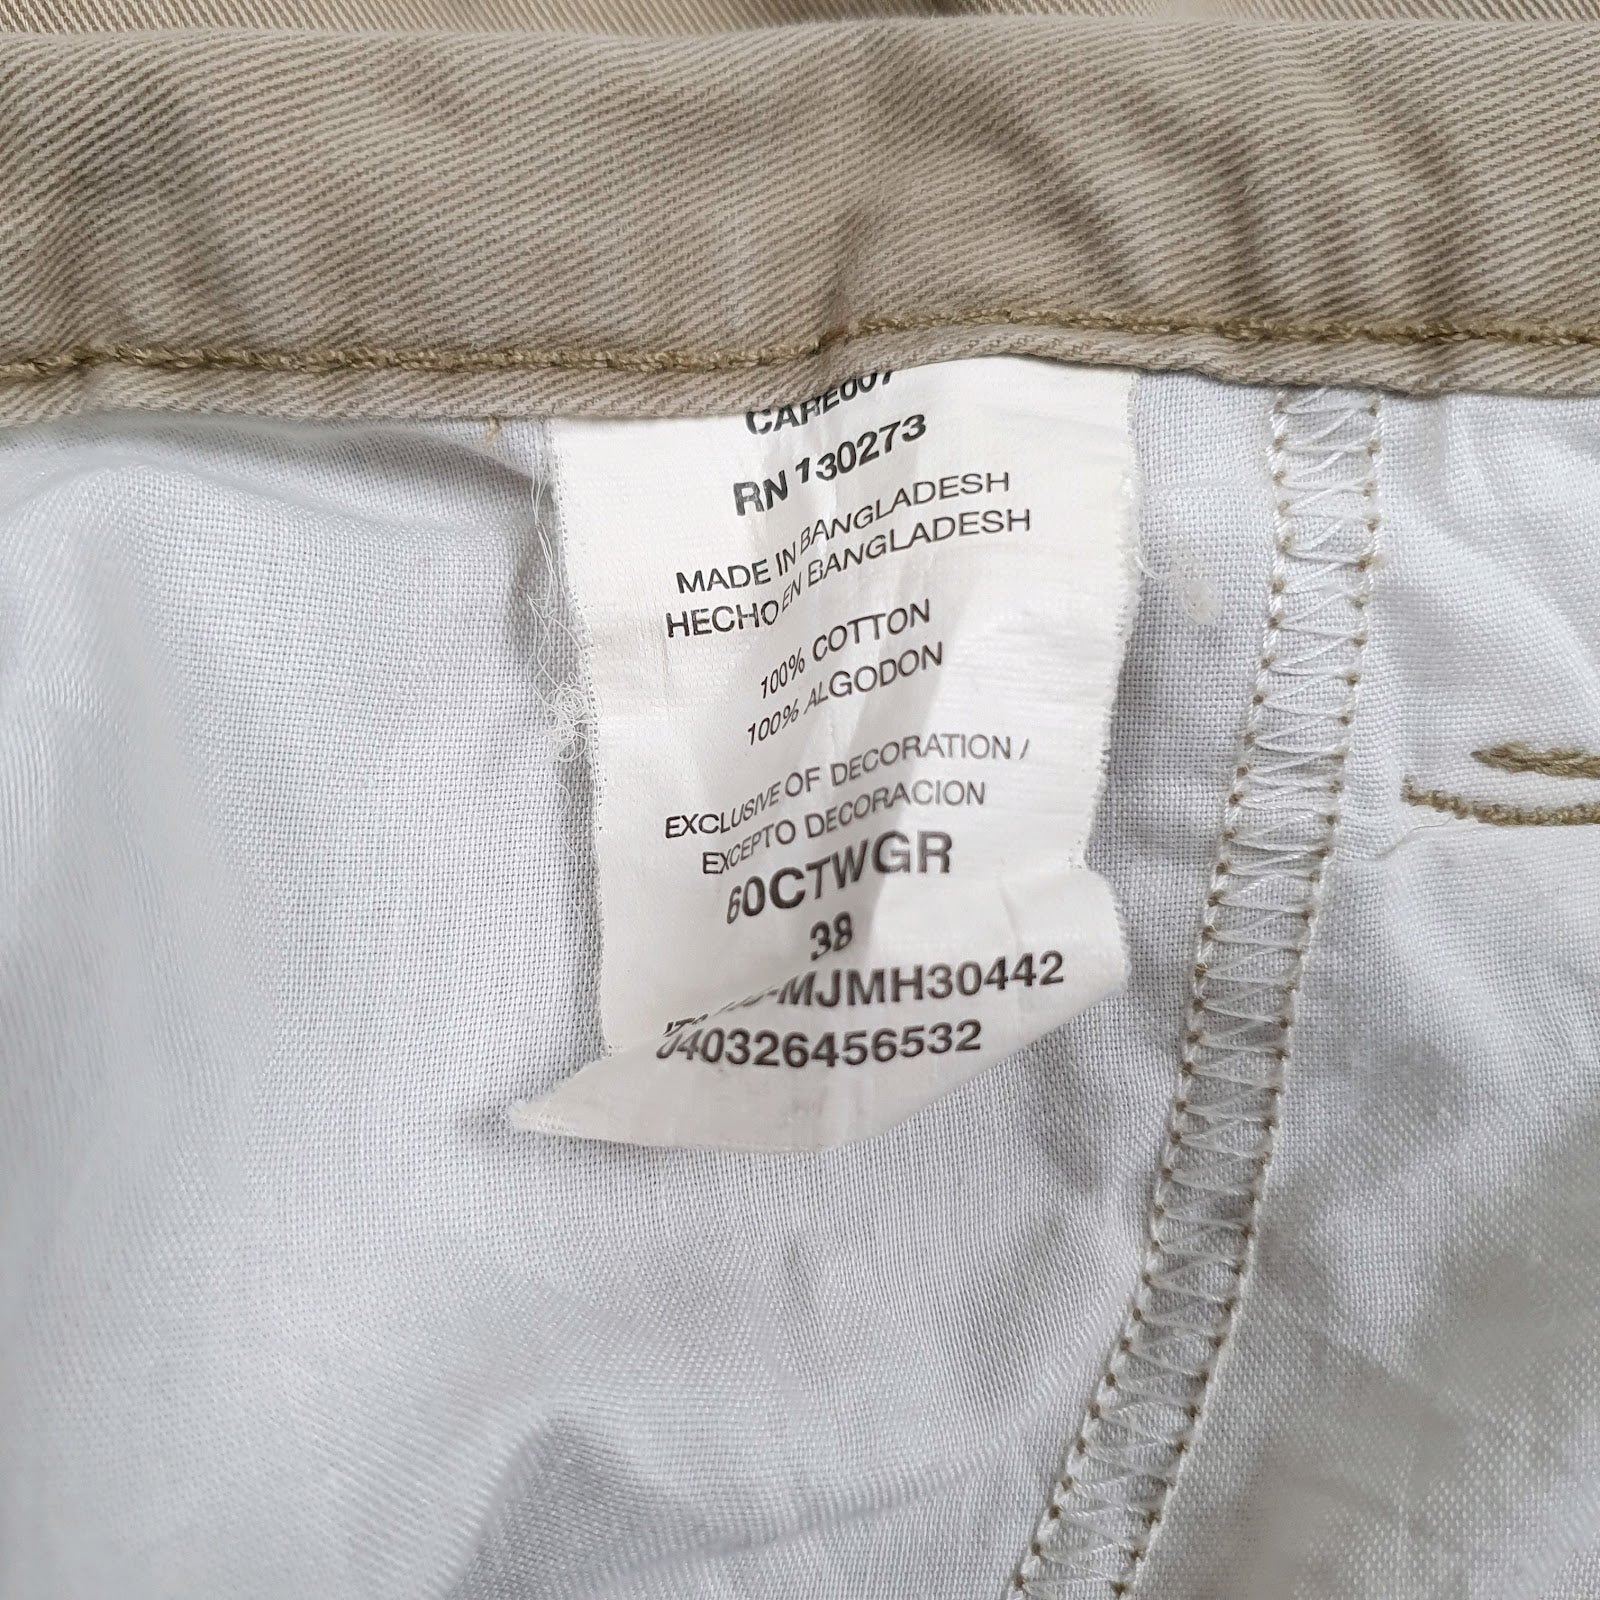 CARE007
RN 130273
MADE IN BANGLADESH
HECHO EN BANGLADESH
100% COTTON
100% ALGODON
EXCLUSIVE OF DECORATION /
EXCEPTO DECORACION
60CTWGR
38
-MJMH30442
040326456532